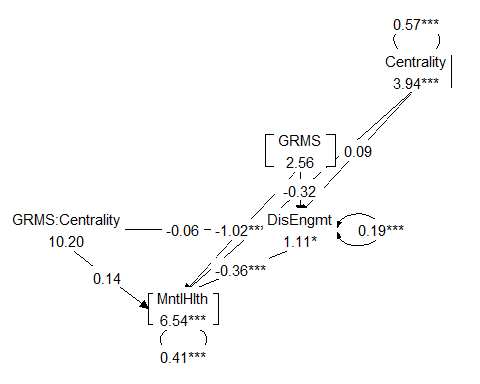 0.57***
Centrality
3.94***
GRMS
2.56
0.09
-0.32
GRMS:Centrality
10.20
-0.06
-1.02***
DisEngmt
1.11*
0.19***
0.14
-0.36***
MntlHlth
6.54***
0.41***